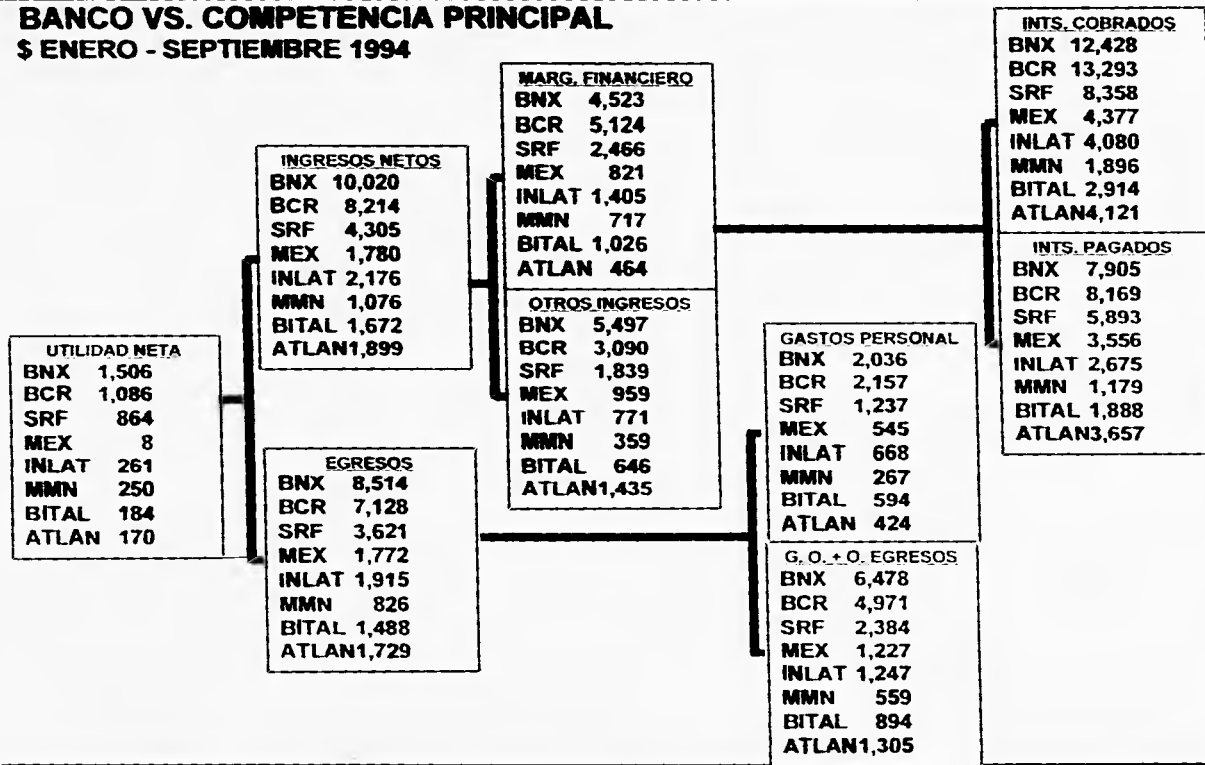 BANCO VS. COMPETENCIA PRINCIPAL
$ ENERO - SEPTIEMBRE 1994
UTILIDAD NETA
BNX 1,506
BCR 1,086
SRF 864
MEX 8
INLAT 261
MMN 250
BITAL 184
ATLAN 170
INGRESOS NETOS
BNX 10,020
BCR 8,214
SRF 4,305
MEX 1,780
INLAT 2,176
MMN 1,076
BITAL 1,672
ATLAN1,899
EGRESOS
BNX 8,514
BCR 7,128
SRF 3,621
MEX 1,772
INLAT 1,915
MMN 826
BITAL 1,488
ATLAN1,729
MARG. FINANCIERO
BNX 4,523
BCR 5,124
SRF 2,466
MEX 821
INLAT 1,405
MMN 717
BITAL 1,026
ATLAN 464
OTROS INGRESOS
BNX 5,497
BCR 3,090
SRF 1,839
MEX 959
INLAT 771
MMN 359
BITAL 646
ATLAN1,435
GASTOS PERSONAL
BNX 2,036
BCR 2,157
SRF 1,237
MEX 545
INLAT 668
MMN 267
BITAL 594
ATLAN 424
G. O. + O. EGRESOS
BNX 6,478
BCR 4,971
SRF 2,384
MEX 1,227
INLAT 1,247
MMN 559
BITAL 894
ATLAN1,305
INTS. COBRADOS
BNX 12,428
BCR 13,293
SRF 8,358
MEX 4,377
INLAT 4,080
MMN 1,896
BITAL 2,914
ATLAN4,121
INTS. PAGADOS
BNX 7,905
BCR 8,169
SRF 5,893
MEX 3,556
INLAT 2,675
MMN 1,179
BITAL 1,888
ATLAN3,657